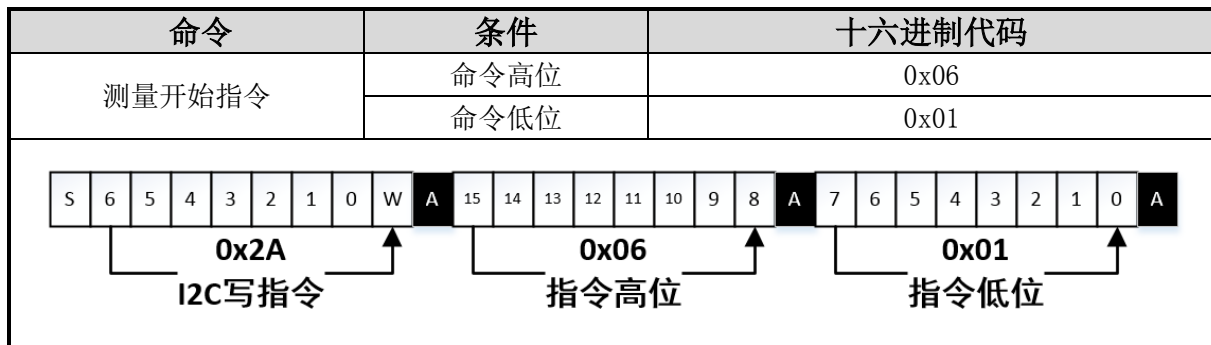 命令 条件 十六进制代码
测量开始指令 命令高位 0x06
命令低位 0x01
S 6 5 4 3 2 1 0 W A 15 14 13 12 11 10 9 8 A 7 6 5 4 3 2 1 0 A
0x2A 0x06 0x01
I2C写指令 指令高位 指令低位